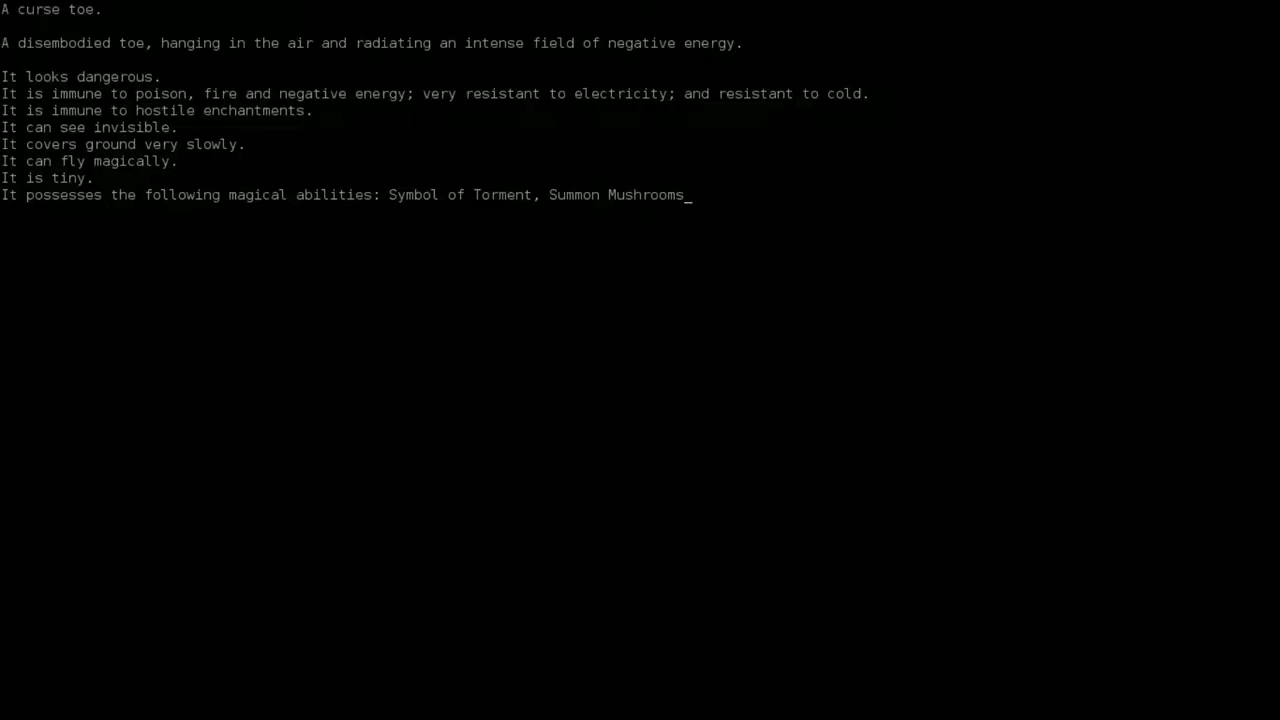 A curse toe.
A disembodied toe, hanging in the air and radiating an intense field of negative energy.
It looks dangerous.
It is immune to poison, fire and negative energy; very resistant to electricity; and resistant to cold.
It is immune to hostile enchantments.
It can see invisible.
It covers ground very slowly.
It can fly magically.
It is tiny.
It possesses the following magical abilities: Symbol of Torment, Summon Mushrooms_